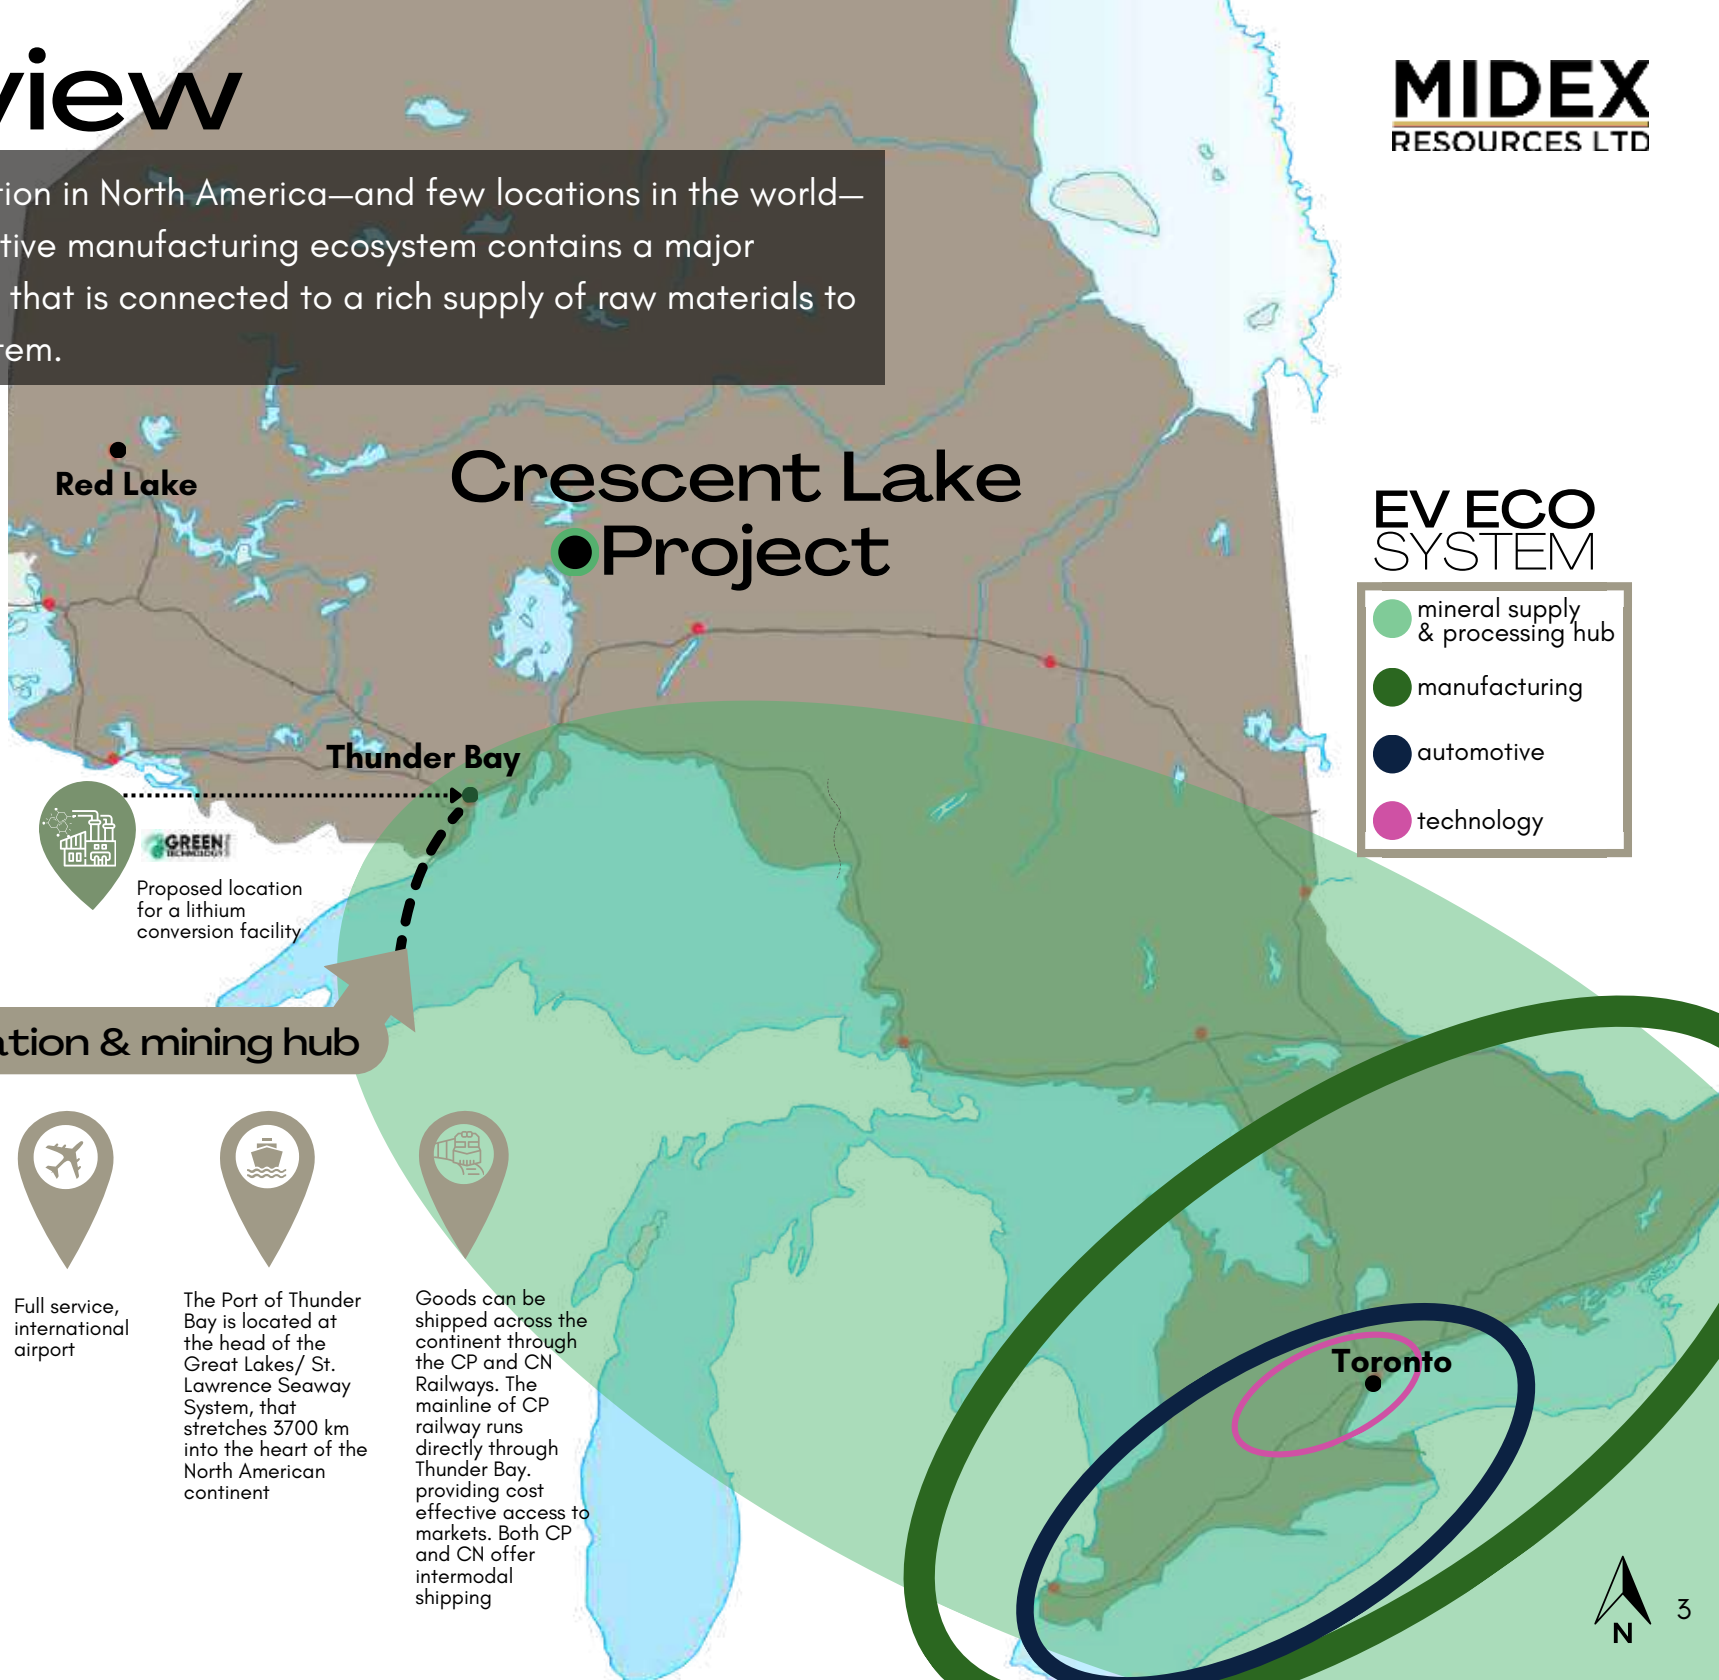 view
MIDEX
RESOURCES LTD
tion in North America—and few locations in the world—
tive manufacturing ecosystem contains a major
that is connected to a rich supply of raw materials to
tem.
Red Lake
Crescent Lake
Project
EV ECO
SYSTEM
mineral supply
& processing hub
manufacturing
automotive
technology
Thunder Bay
GREEN
TECHNOLOGY
Proposed location
for a lithium
conversion facility
ation & mining hub
Full service,
international
airport
The Port of Thunder
Bay is located at
the head of the
Great Lakes/ St.
Lawrence Seaway
System, that
stretches 3700 km
into the heart of the
North American
continent
Goods can be
shipped across the
continent through
the CP and CN
Railways. The
mainline of CP
railway runs
directly through
Thunder Bay.
providing cost
effective access to
markets. Both CP
and CN offer
intermodal
shipping
Toronto
N
3